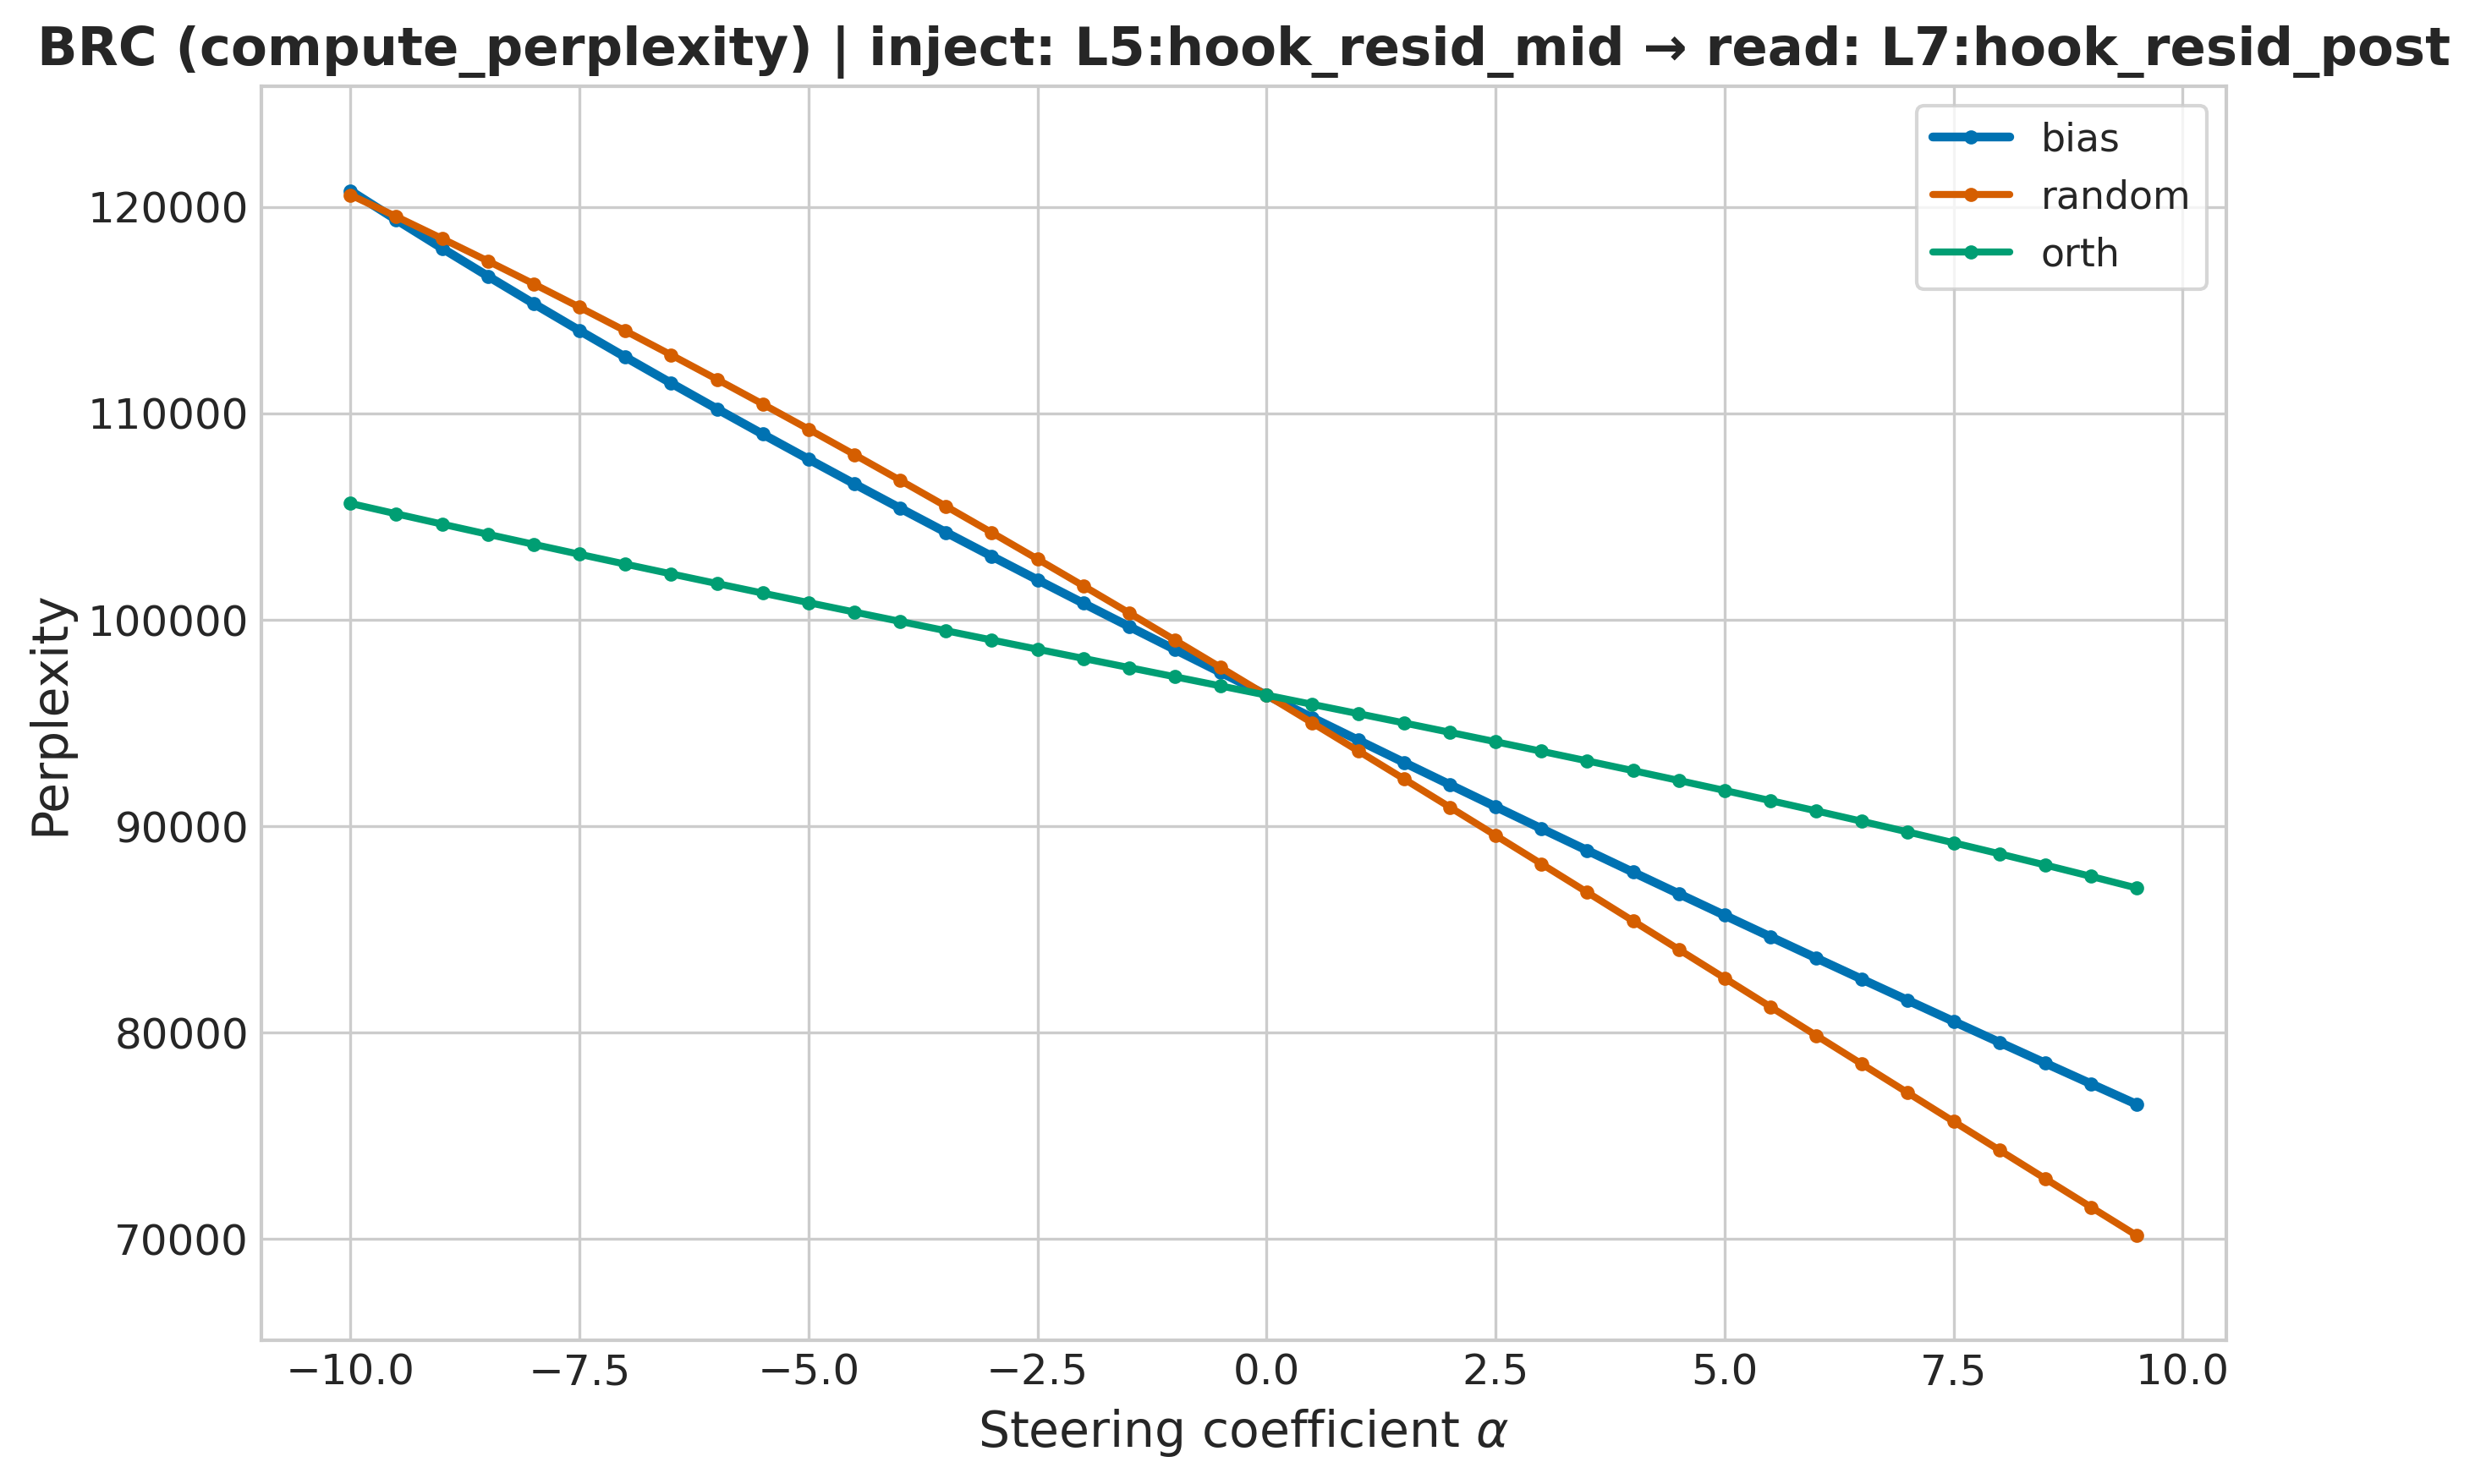 BRC (compute_perplexity) | inject: L5:hook_resid_mid → read: L7:hook_resid_post
bias
random
orth
120000
110000
100000
90000
80000
70000
Perplexity
−10.0 −7.5 −5.0 −2.5 0.0 2.5 5.0 7.5 10.0
Steering coefficient α